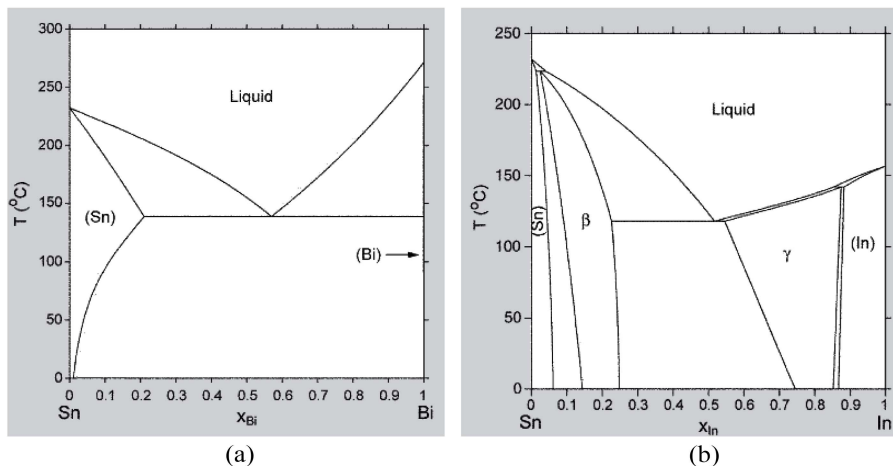 300
250
200
150
100
50
0
T (°C)
Liquid
(Sn)
(Bi)
0 0.1 0.2 0.3 0.4 0.5 0.6 0.7 0.8 0.9 1
Sn
x_Bi
Bi
(a)
250
200
150
100
50
0
T (°C)
Liquid
(Sn)
β
γ
(In)
0 0.1 0.2 0.3 0.4 0.5 0.6 0.7 0.8 0.9 1
Sn
x_In
In
(b)